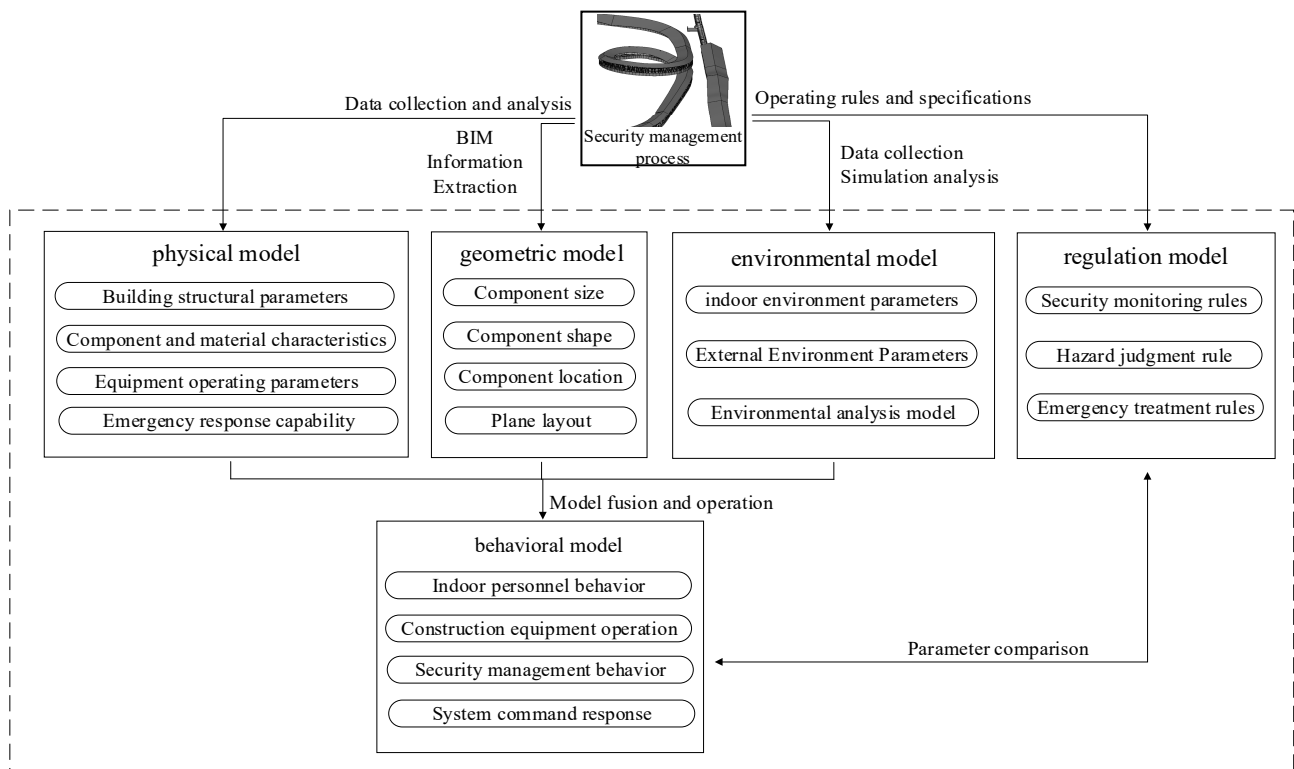 Security management
process
Data collection and analysis
BIM
Information
Extraction
Operating rules and specifications
Data collection
Simulation analysis
physical model
Building structural parameters
Component and material characteristics
Equipment operating parameters
Emergency response capability
geometric model
Component size
Component shape
Component location
Plane layout
environmental model
indoor environment parameters
External Environment Parameters
Environmental analysis model
regulation model
Security monitoring rules
Hazard judgment rule
Emergency treatment rules
Model fusion and operation
behavioral model
Indoor personnel behavior
Construction equipment operation
Security management behavior
System command response
Parameter comparison